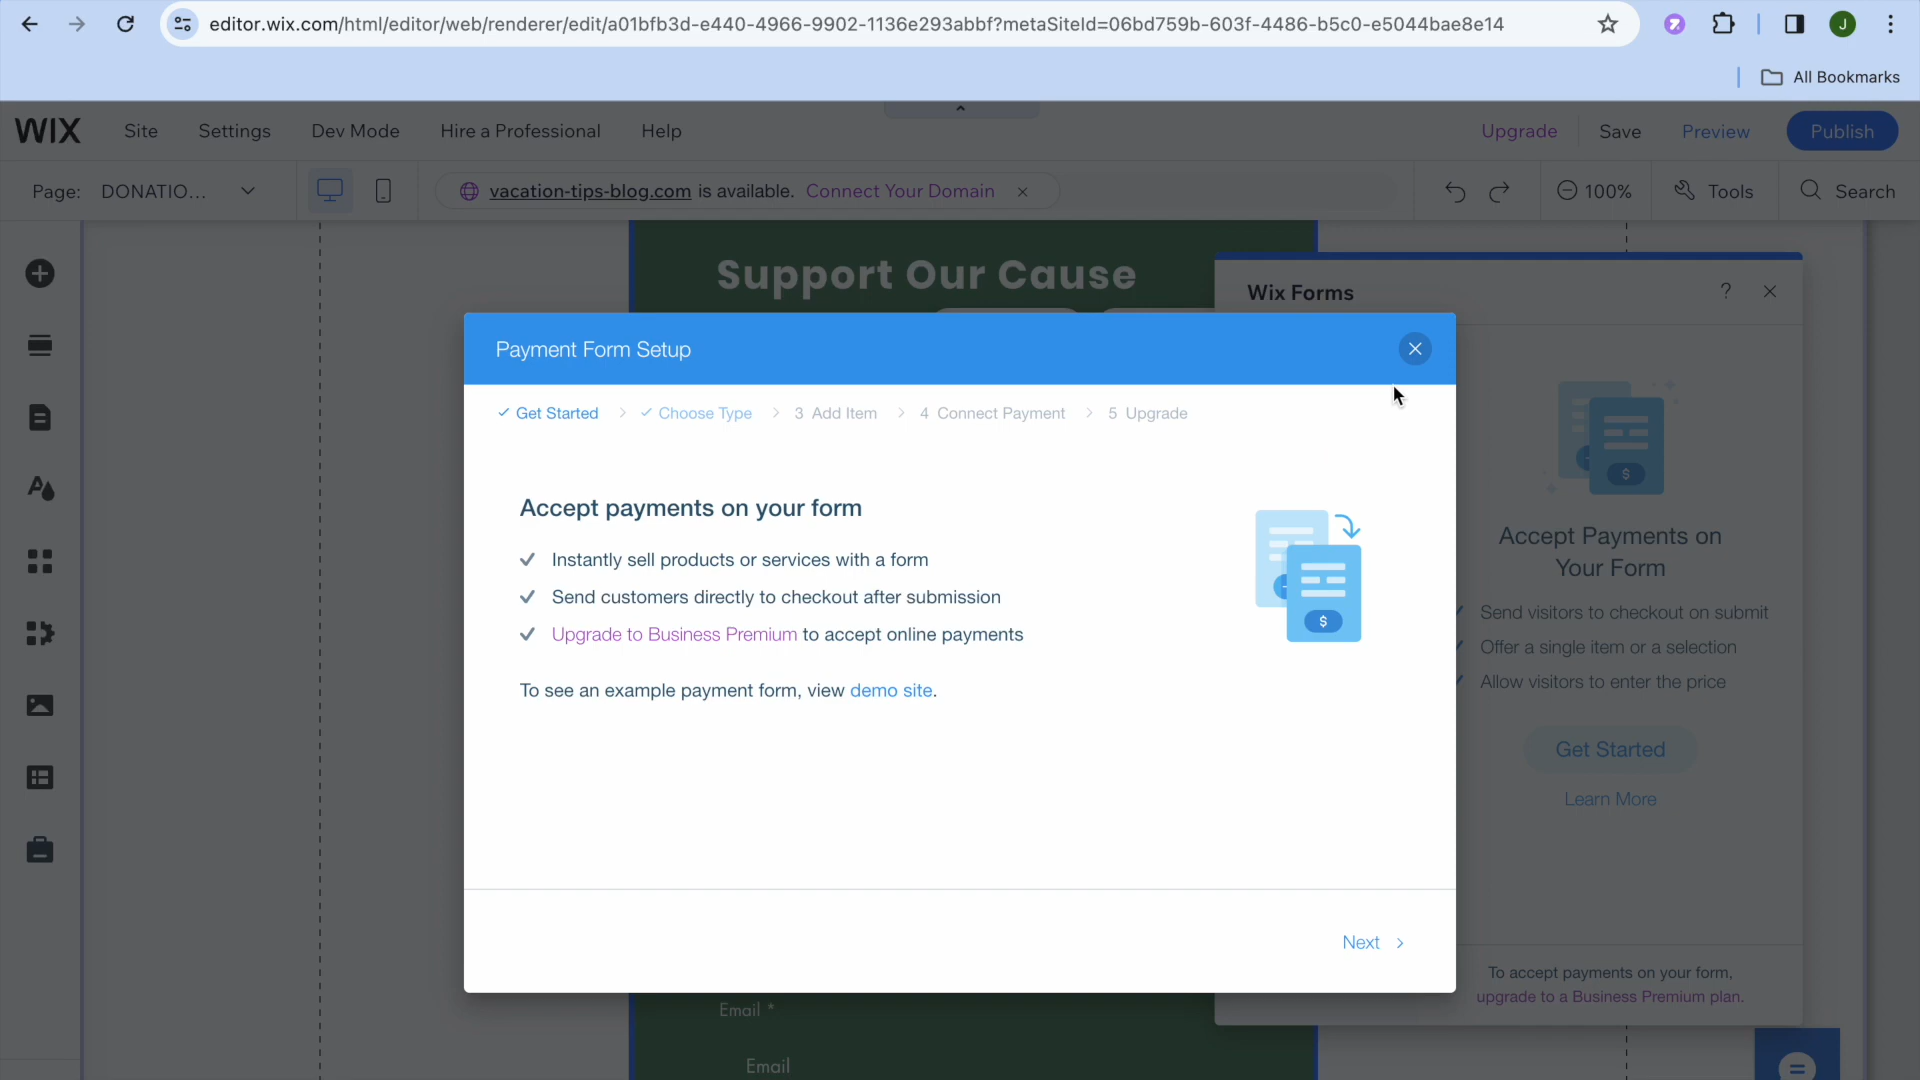 editor.wix.com/html/editor/web/renderer/edit/a01bfb3d-e440-4966-9902-1136e293abbf?metaSiteId=06bd759b-603f-4486-b5c0-e5044bae8e14
J
All Bookmarks
WIX Site Settings Dev Mode Hire a Professional Help Upgrade Save Preview Publish
Page: DONATIO... vacation-tips-blog.com is available. Connect Your Domain 100% Tools Search
Support Our Cause
Wix Forms ?
Payment Form Setup
Get Started Choose Type 3 Add Item 4 Connect Payment 5 Upgrade
Accept payments on your form
Instantly sell products or services with a form
Send customers directly to checkout after submission
Upgrade to Business Premium to accept online payments
To see an example payment form, view demo site.
$
Next
$
Accept Payments on
Your Form
Send visitors to checkout on submit
Offer a single item or a selection
Allow visitors to enter the price
Get Started
Learn More
To accept payments on your form,
upgrade to a Business Premium plan.
Email *
Email